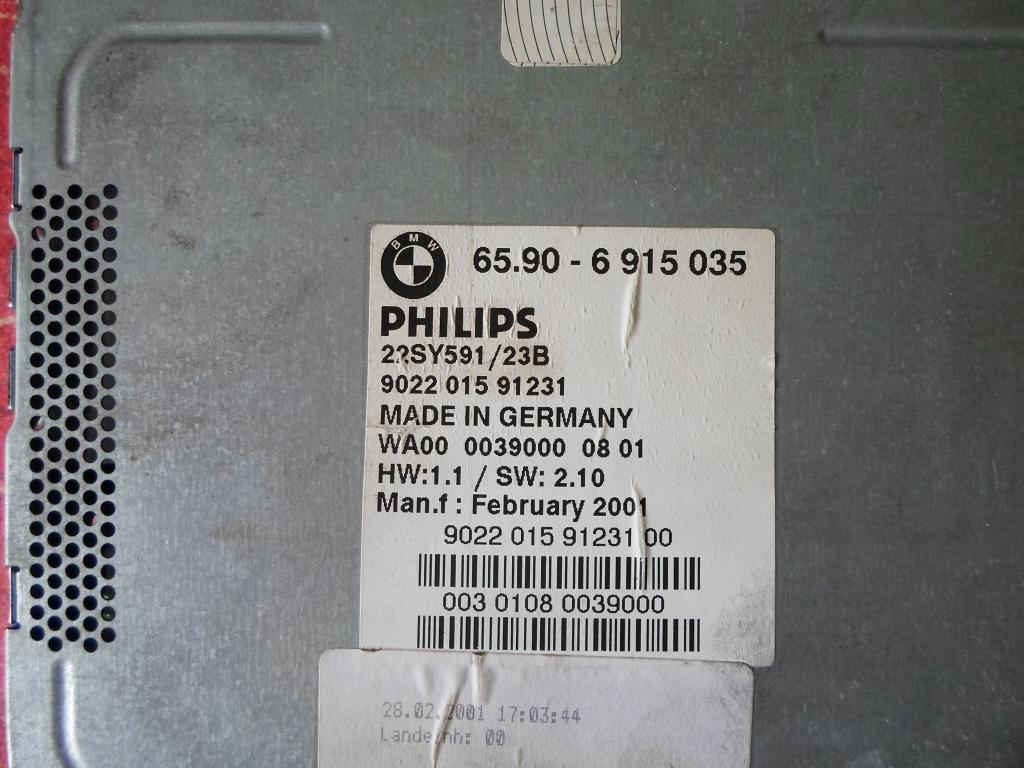 BMW
65.90 - 6 915 035
PHILIPS
22SY591/23B
9022 015 91231
MADE IN GERMANY
WA00 0039000 08 01
HW:1.1 / SW: 2.10
Man.f : February 2001
9022 015 91231 00
003 0108 0039000
28.02.2001 17:03:44
00